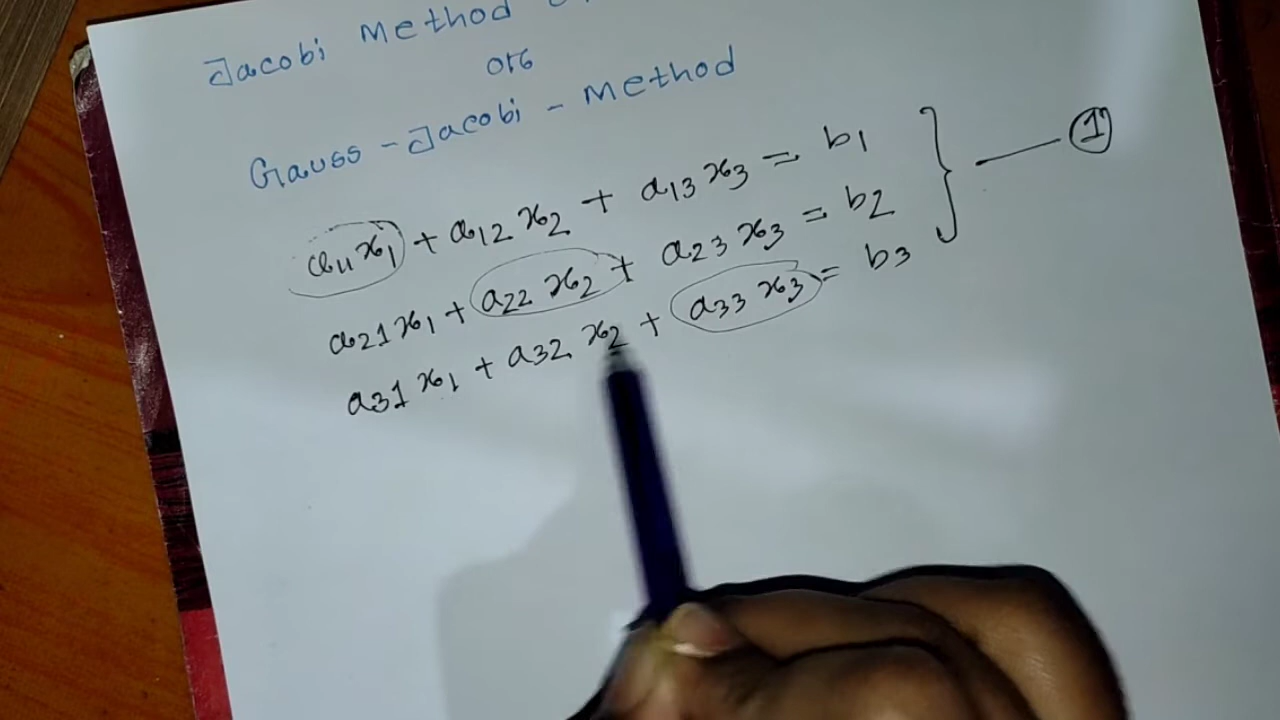 Jacobi Method
or
Gauss-Jacobi-Method
a11x1 + a12x2 + a13x3 = b1
a21x1 + a22x2 + a23x3 = b2 } — ①
a31x1 + a32x2 + a33x3 = b3